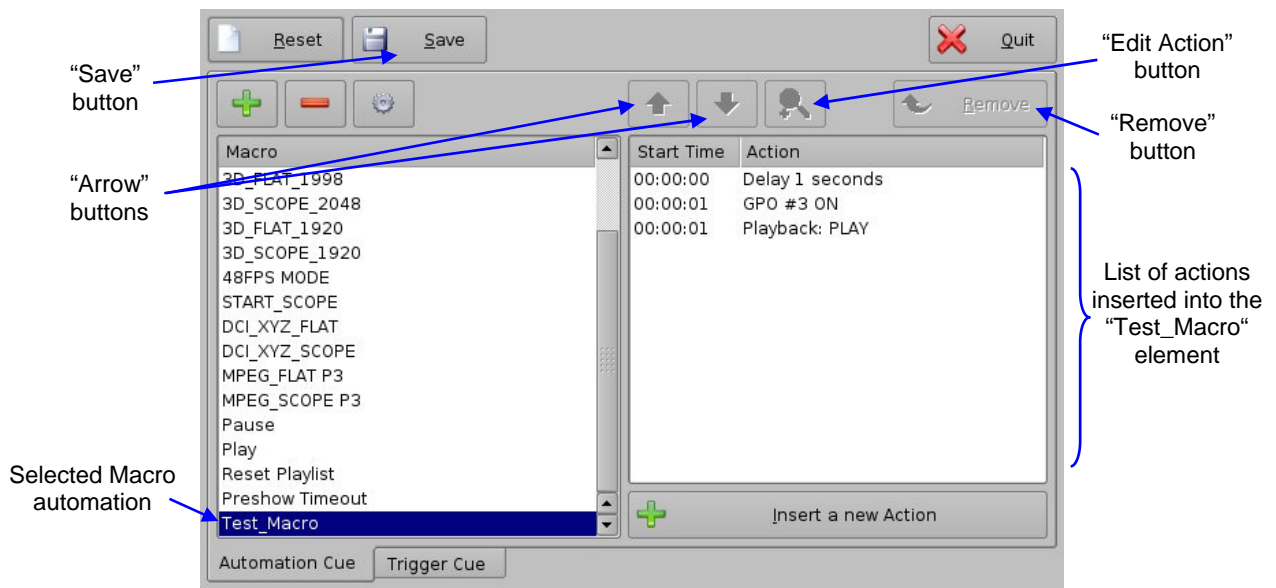 Reset
Save
Quit
“Save”
button
“Edit Action”
button
Remove
“Remove”
button
“Arrow”
buttons
Macro
3D_FLAT_1998
3D_SCOPE_2048
3D_FLAT_1920
3D_SCOPE_1920
48FPS MODE
START_SCOPE
DCI_XYZ_FLAT
DCI_XYZ_SCOPE
MPEG_FLAT P3
MPEG_SCOPE P3
Pause
Play
Reset Playlist
Preshow Timeout
Test_Macro
Start Time Action
00:00:00 Delay 1 seconds
00:00:01 GPO #3 ON
00:00:01 Playback: PLAY
List of actions
inserted into the
“Test_Macro“
element
Selected Macro
automation
Insert a new Action
Automation Cue
Trigger Cue